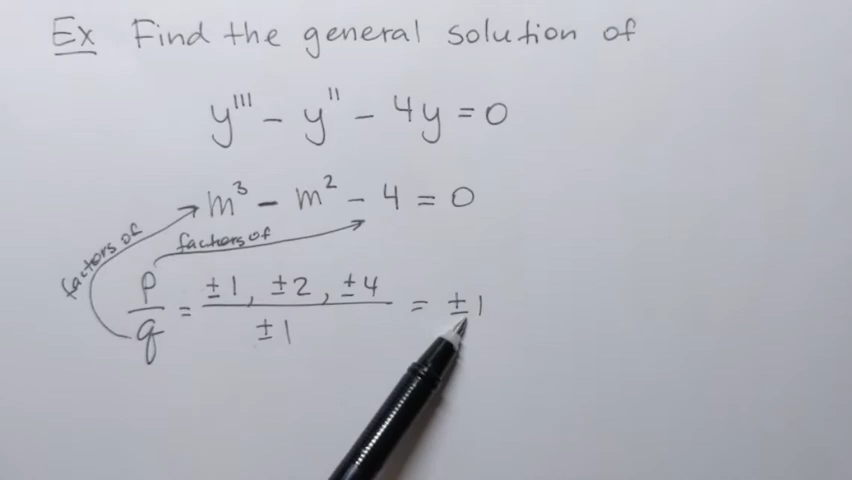 Ex Find the general solution of
y''' - y'' - 4y = 0
m³ - m² - 4 = 0
factors of
factors of
p/q = ±1, ±2, ±4 / ±1 = ±1